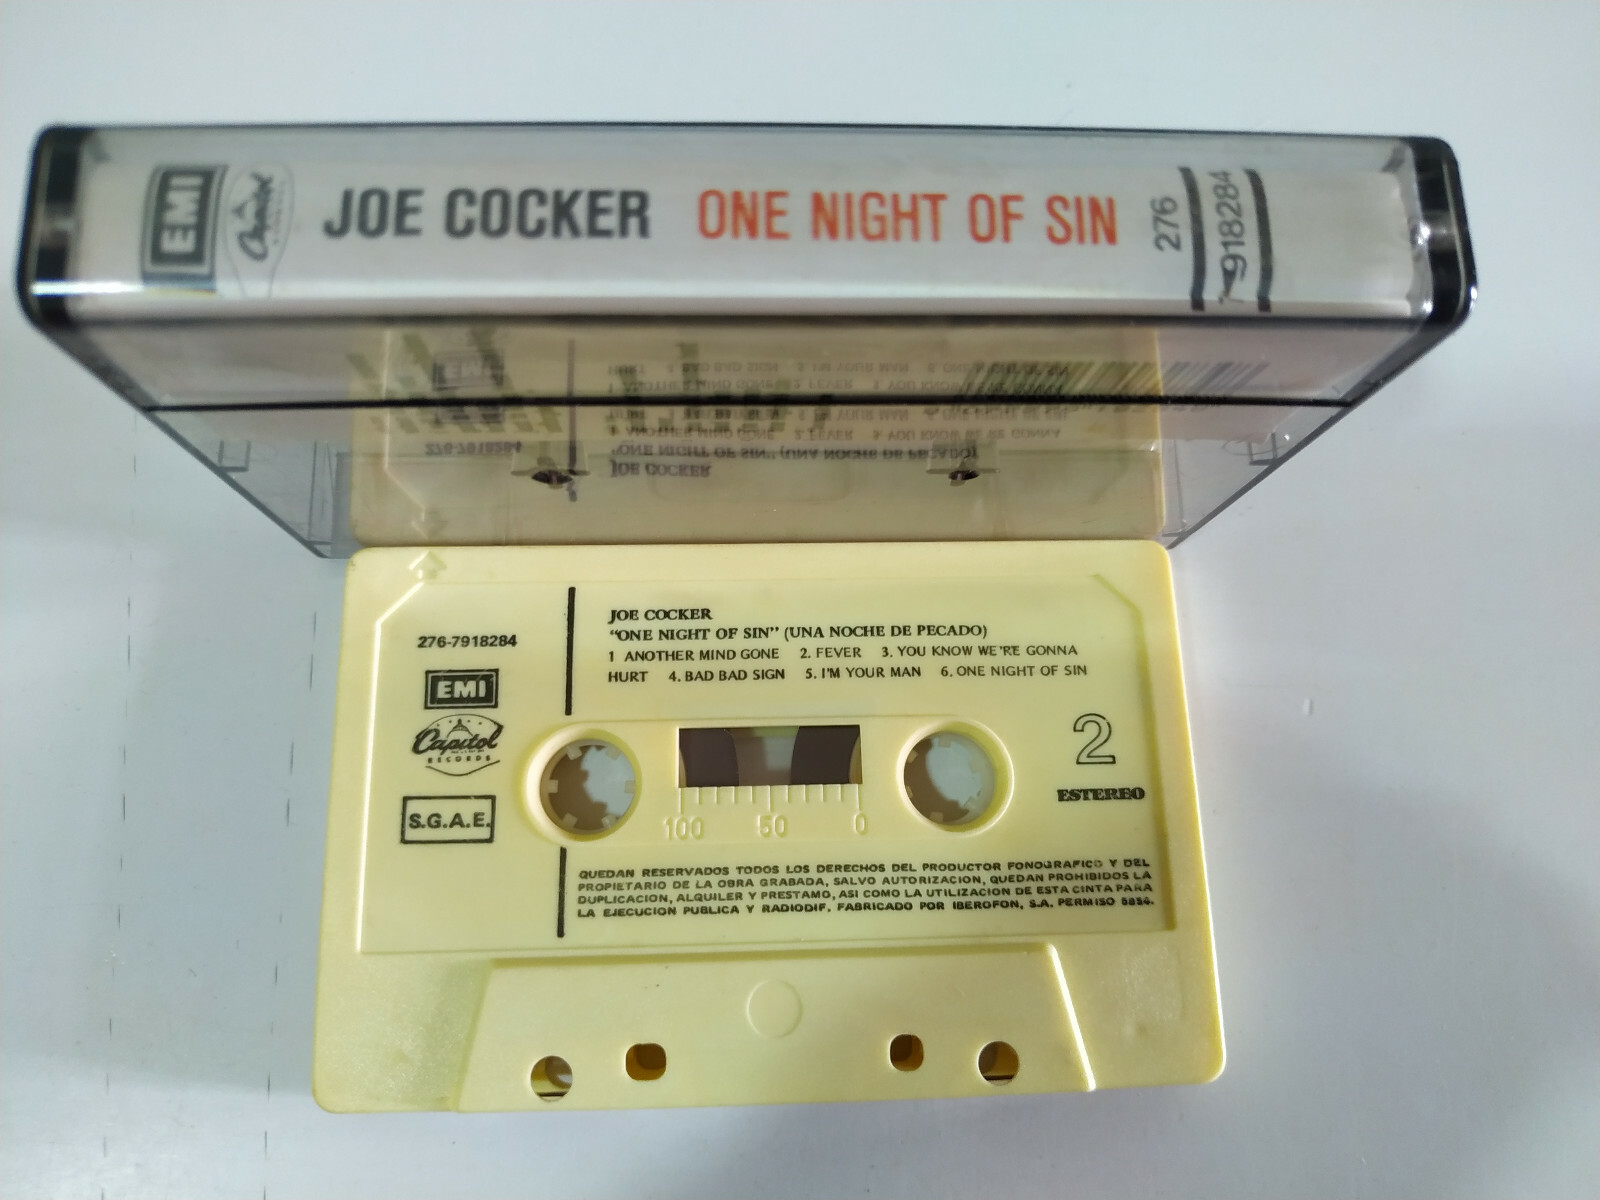 EMI
Capitol
JOE COCKER ONE NIGHT OF SIN
276
7918284
JOE COCKER
"ONE NIGHT OF SIN" (UNA NOCHE DE PECADO)
1 ANOTHER MIND GONE 2. FEVER 3. YOU KNOW WE'RE GONNA
HURT 4. BAD BAD SIGN 5. I'M YOUR MAN 6. ONE NIGHT OF SIN
276-7918284
EMI
Capitol
RECORDS
S.G.A.E.
2
ESTEREO
100 50 0
QUEDAN RESERVADOS TODOS LOS DERECHOS DEL PRODUCTOR FONOGRAFICO Y DEL
PROPIETARIO DE LA OBRA GRABADA, SALVO AUTORIZACION, QUEDAN PROHIBIDOS LA
DUPLICACION, ALQUILER Y PRESTAMO, ASI COMO LA UTILIZACION DE ESTA CINTA PARA
LA EJECUCION PUBLICA Y RADIODIF. FABRICADO POR IBEROFON, S.A. PERMISO